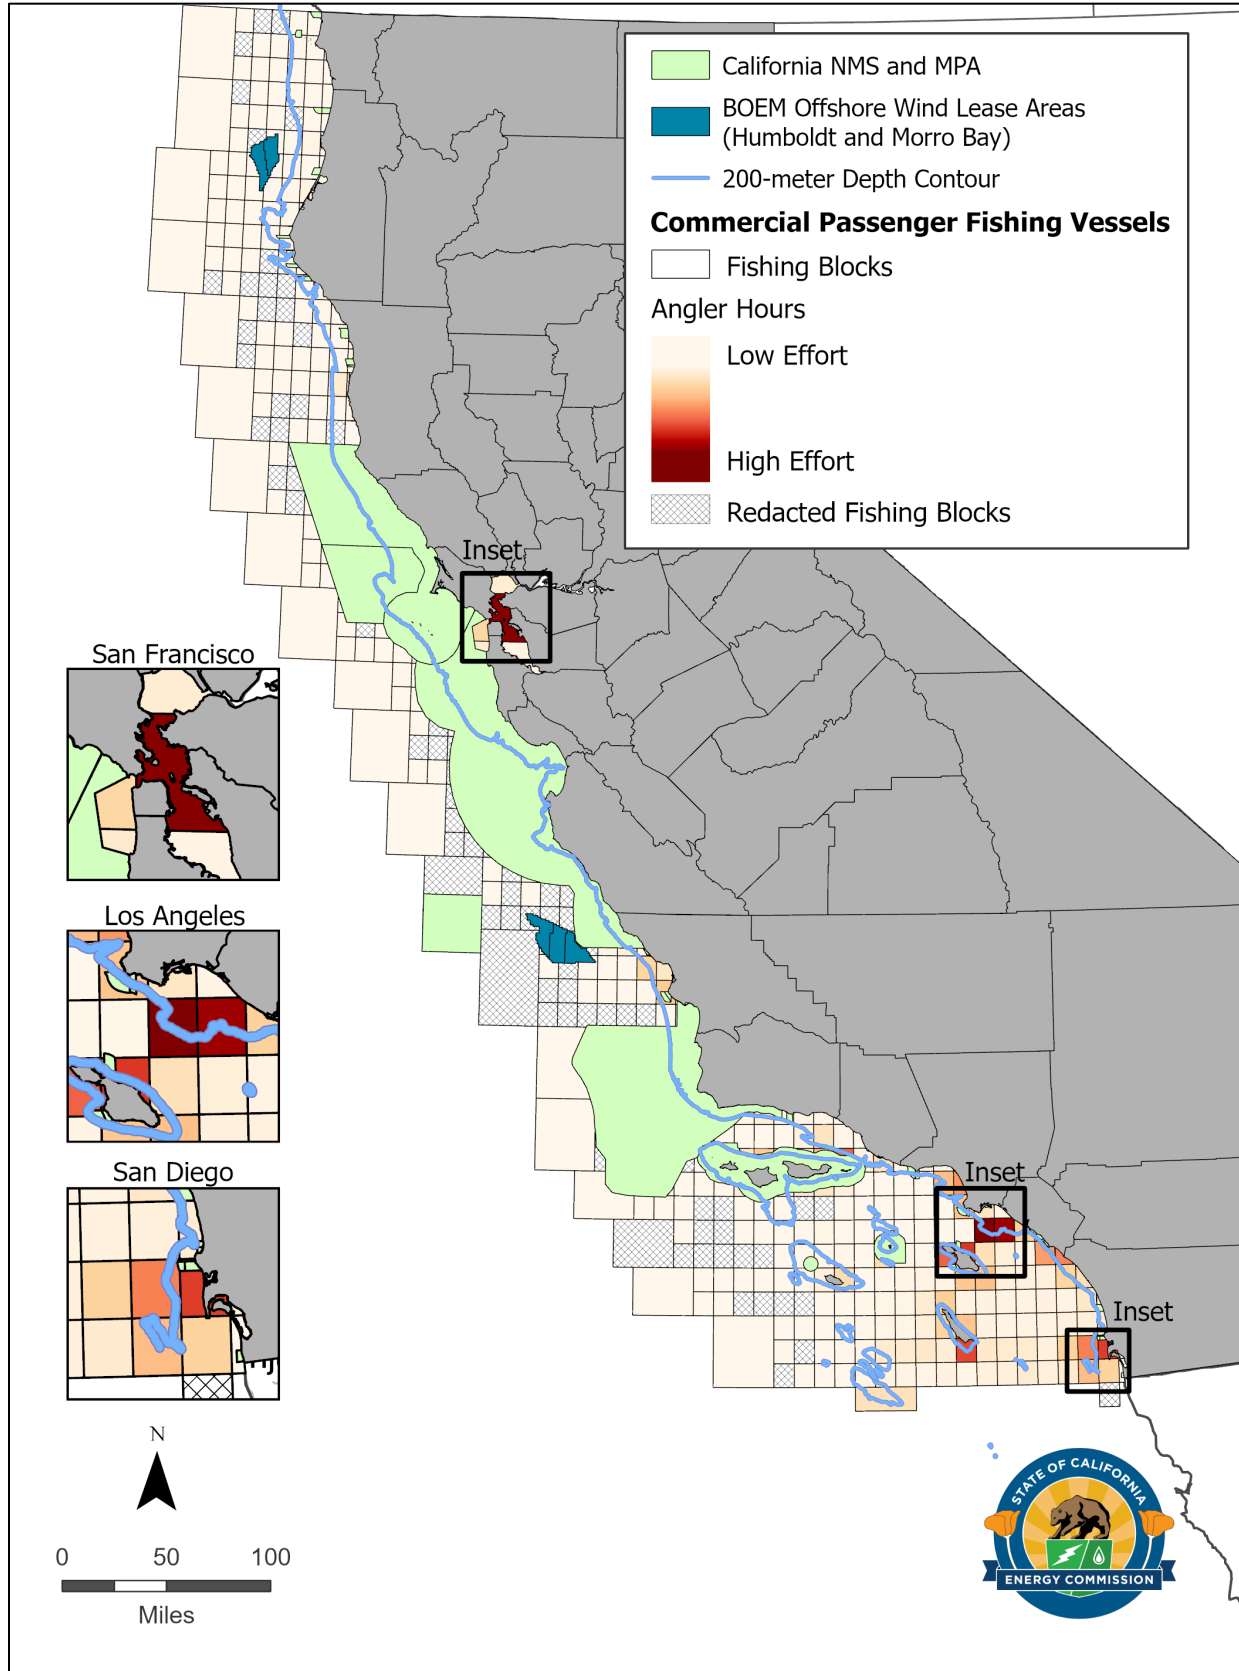 California NMS and MPA
BOEM Offshore Wind Lease Areas
(Humboldt and Morro Bay)
200-meter Depth Contour
Commercial Passenger Fishing Vessels
Fishing Blocks
Angler Hours
Low Effort
High Effort
Redacted Fishing Blocks
Inset
San Francisco
Los Angeles
San Diego
Inset
Inset
N
0 50 100
Miles
STATE OF CALIFORNIA
ENERGY COMMISSION